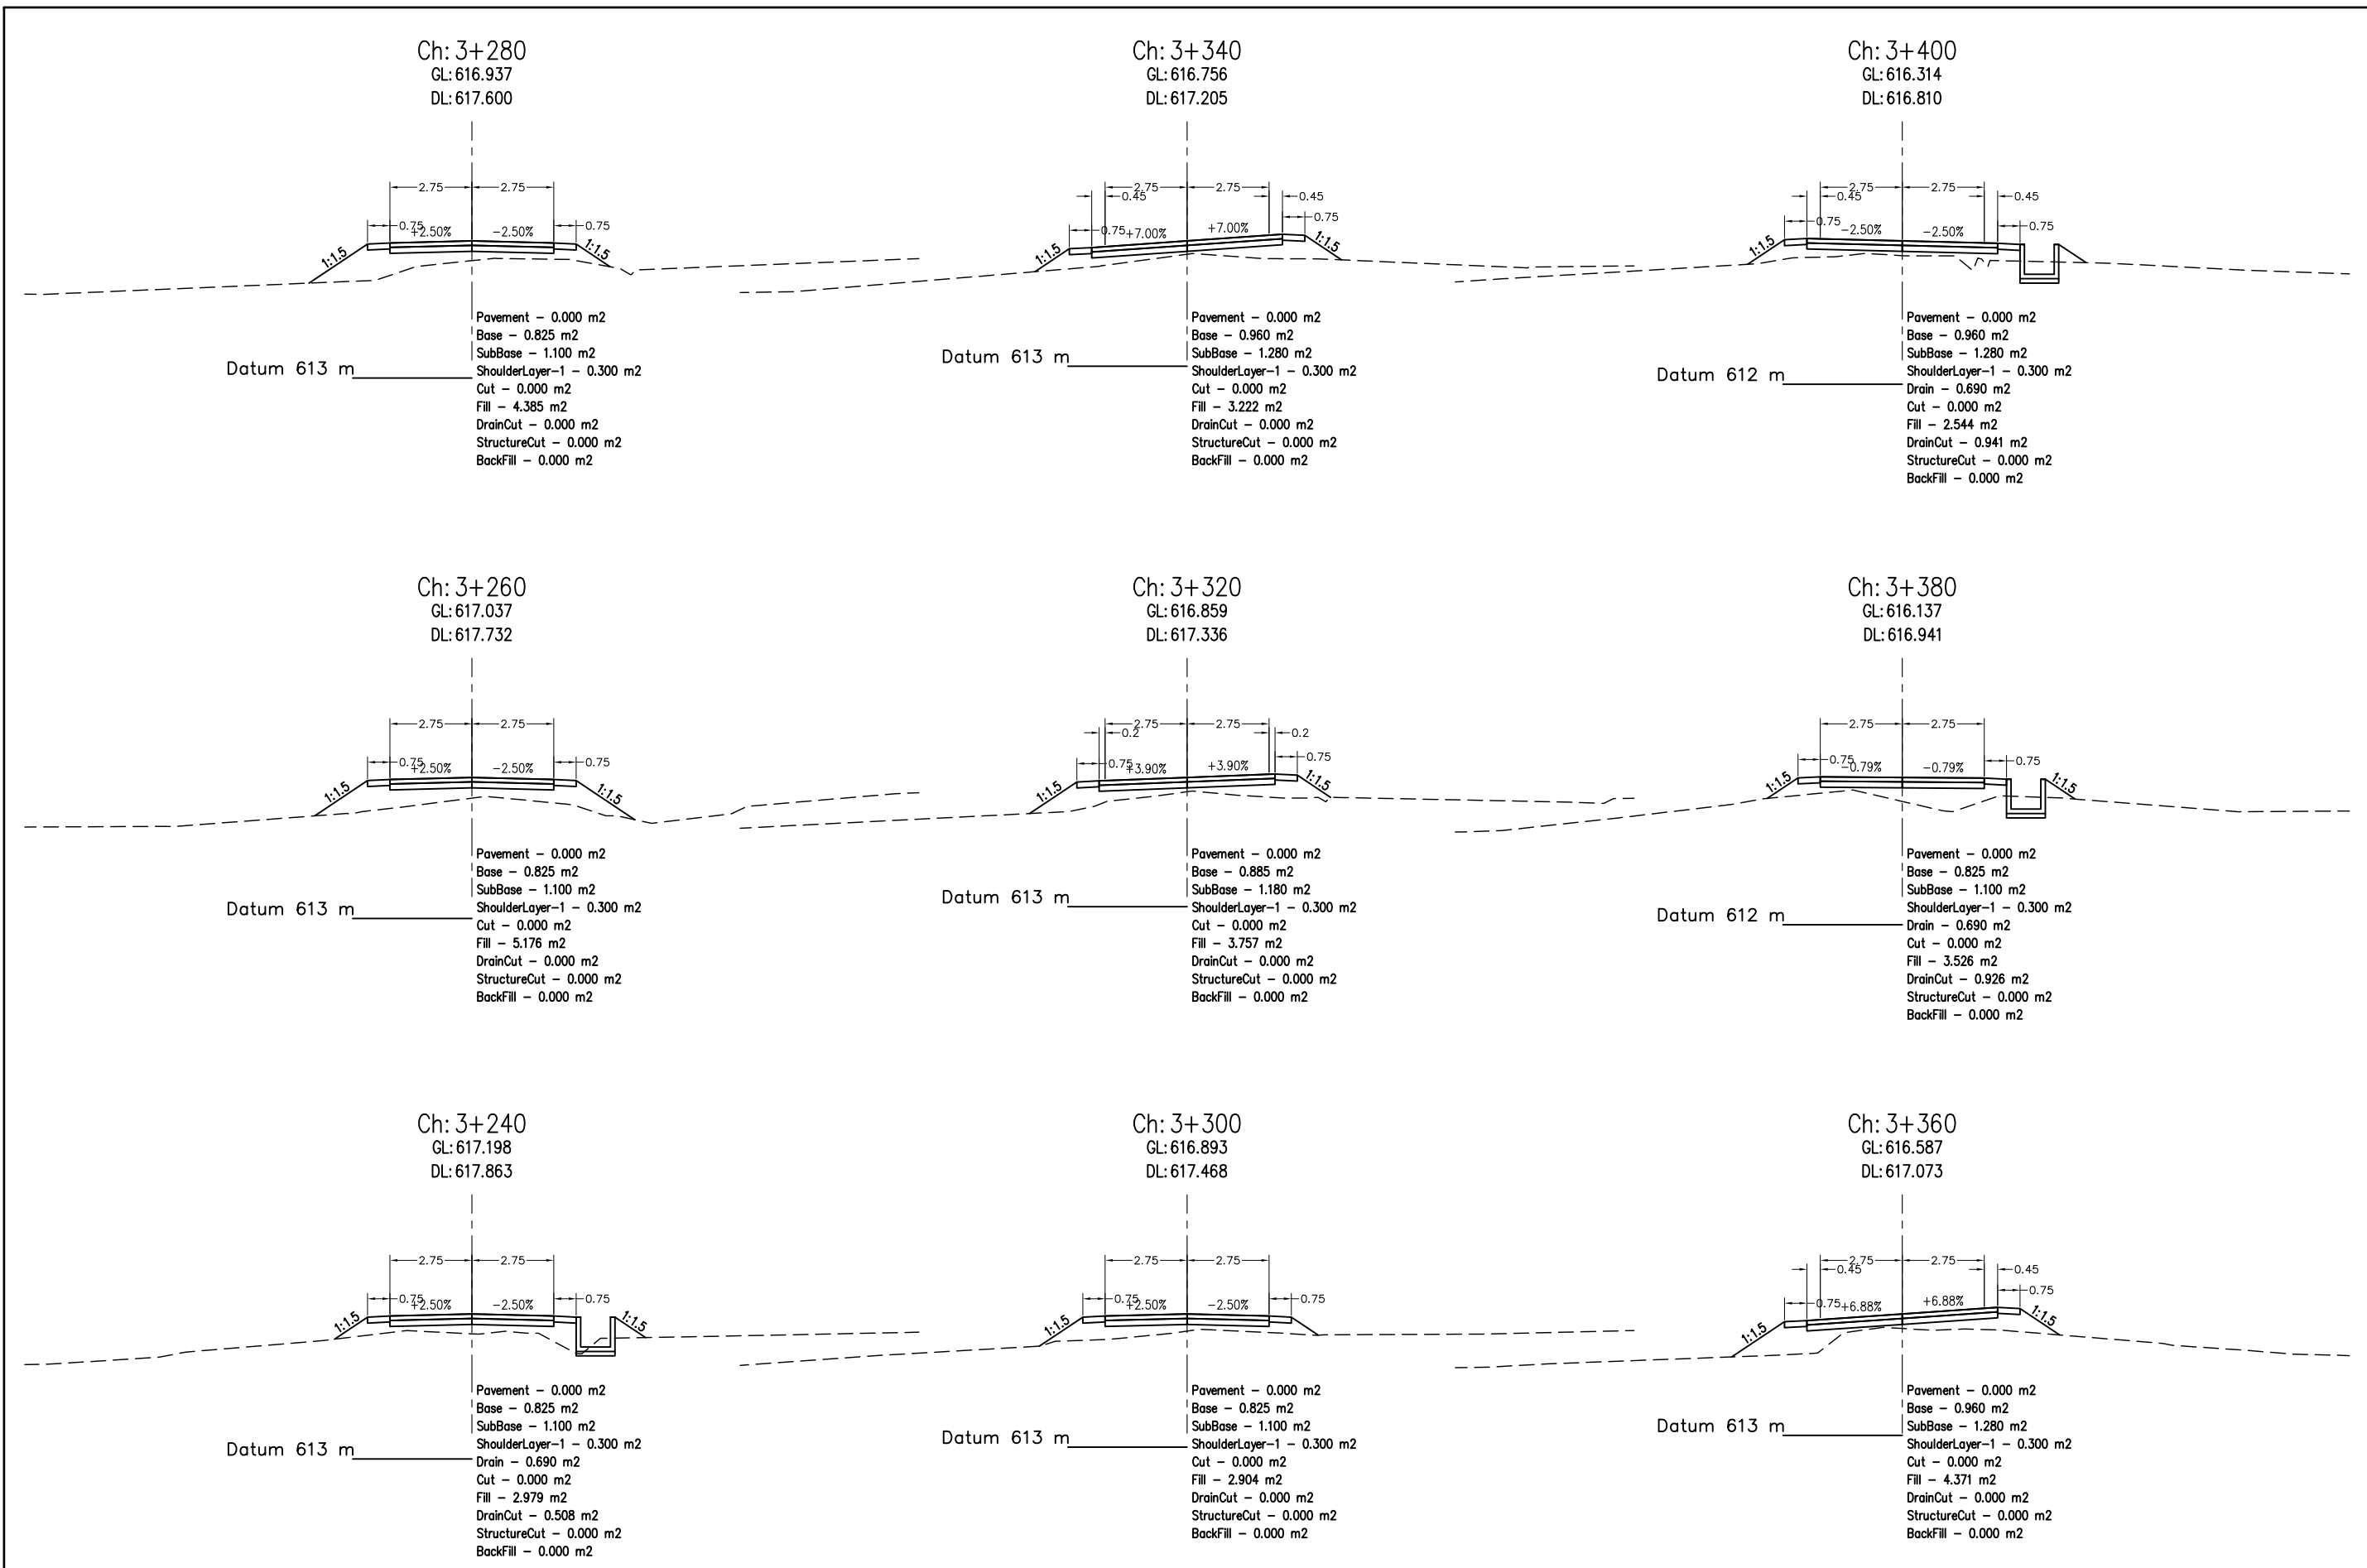 Ch: 3+280
GL: 616.937
DL: 617.600
2.75 2.75
0.75 +2.50% -2.50% 0.75
1:1.5 1:1.5
Pavement - 0.000 m2
Base - 0.825 m2
SubBase - 1.100 m2
Datum 613 m
ShoulderLayer-1 - 0.300 m2
Cut - 0.000 m2
Fill - 4.385 m2
DrainCut - 0.000 m2
StructureCut - 0.000 m2
BackFill - 0.000 m2
Ch: 3+340
GL: 616.756
DL: 617.205
2.75 2.75
0.45 0.45
0.75 +7.00% +7.00% 0.75
1:1.5 1:1.5
Pavement - 0.000 m2
Base - 0.960 m2
SubBase - 1.280 m2
Datum 613 m
ShoulderLayer-1 - 0.300 m2
Cut - 0.000 m2
Fill - 3.222 m2
DrainCut - 0.000 m2
StructureCut - 0.000 m2
BackFill - 0.000 m2
Ch: 3+400
GL: 616.314
DL: 616.810
2.75 2.75
0.45 0.45
0.75 -2.50% -2.50% 0.75
1:1.5
Pavement - 0.000 m2
Base - 0.960 m2
SubBase - 1.280 m2
ShoulderLayer-1 - 0.300 m2
Datum 612 m
Drain - 0.690 m2
Cut - 0.000 m2
Fill - 2.544 m2
DrainCut - 0.941 m2
StructureCut - 0.000 m2
BackFill - 0.000 m2
Ch: 3+260
GL: 617.037
DL: 617.732
2.75 2.75
0.75 +2.50% -2.50% 0.75
1:1.5 1:1.5
Pavement - 0.000 m2
Base - 0.825 m2
SubBase - 1.100 m2
Datum 613 m
ShoulderLayer-1 - 0.300 m2
Cut - 0.000 m2
Fill - 5.176 m2
DrainCut - 0.000 m2
StructureCut - 0.000 m2
BackFill - 0.000 m2
Ch: 3+320
GL: 616.859
DL: 617.336
2.75 2.75
0.2 0.2
0.75 +3.90% +3.90% 0.75
1:1.5 1:1.5
Pavement - 0.000 m2
Base - 0.885 m2
SubBase - 1.180 m2
Datum 613 m
ShoulderLayer-1 - 0.300 m2
Cut - 0.000 m2
Fill - 3.757 m2
DrainCut - 0.000 m2
StructureCut - 0.000 m2
BackFill - 0.000 m2
Ch: 3+380
GL: 616.137
DL: 616.941
2.75 2.75
0.75 -0.79% -0.79% 0.75
1:1.5 1:1.5
Pavement - 0.000 m2
Base - 0.825 m2
SubBase - 1.100 m2
ShoulderLayer-1 - 0.300 m2
Datum 612 m
Drain - 0.690 m2
Cut - 0.000 m2
Fill - 3.526 m2
DrainCut - 0.926 m2
StructureCut - 0.000 m2
BackFill - 0.000 m2
Ch: 3+240
GL: 617.198
DL: 617.863
2.75 2.75
0.75 +2.50% -2.50% 0.75
1:1.5 1:1.5
Pavement - 0.000 m2
Base - 0.825 m2
SubBase - 1.100 m2
ShoulderLayer-1 - 0.300 m2
Datum 613 m
Drain - 0.690 m2
Cut - 0.000 m2
Fill - 2.979 m2
DrainCut - 0.508 m2
StructureCut - 0.000 m2
BackFill - 0.000 m2
Ch: 3+300
GL: 616.893
DL: 617.468
2.75 2.75
0.75 +2.50% -2.50% 0.75
1:1.5
Pavement - 0.000 m2
Base - 0.825 m2
SubBase - 1.100 m2
Datum 613 m
ShoulderLayer-1 - 0.300 m2
Cut - 0.000 m2
Fill - 2.904 m2
DrainCut - 0.000 m2
StructureCut - 0.000 m2
BackFill - 0.000 m2
Ch: 3+360
GL: 616.587
DL: 617.073
2.75 2.75
0.45 0.45
0.75 +6.88% +6.88% 0.75
1:1.5 1:1.5
Pavement - 0.000 m2
Base - 0.960 m2
SubBase - 1.280 m2
Datum 613 m
ShoulderLayer-1 - 0.300 m2
Cut - 0.000 m2
Fill - 4.371 m2
DrainCut - 0.000 m2
StructureCut - 0.000 m2
BackFill - 0.000 m2